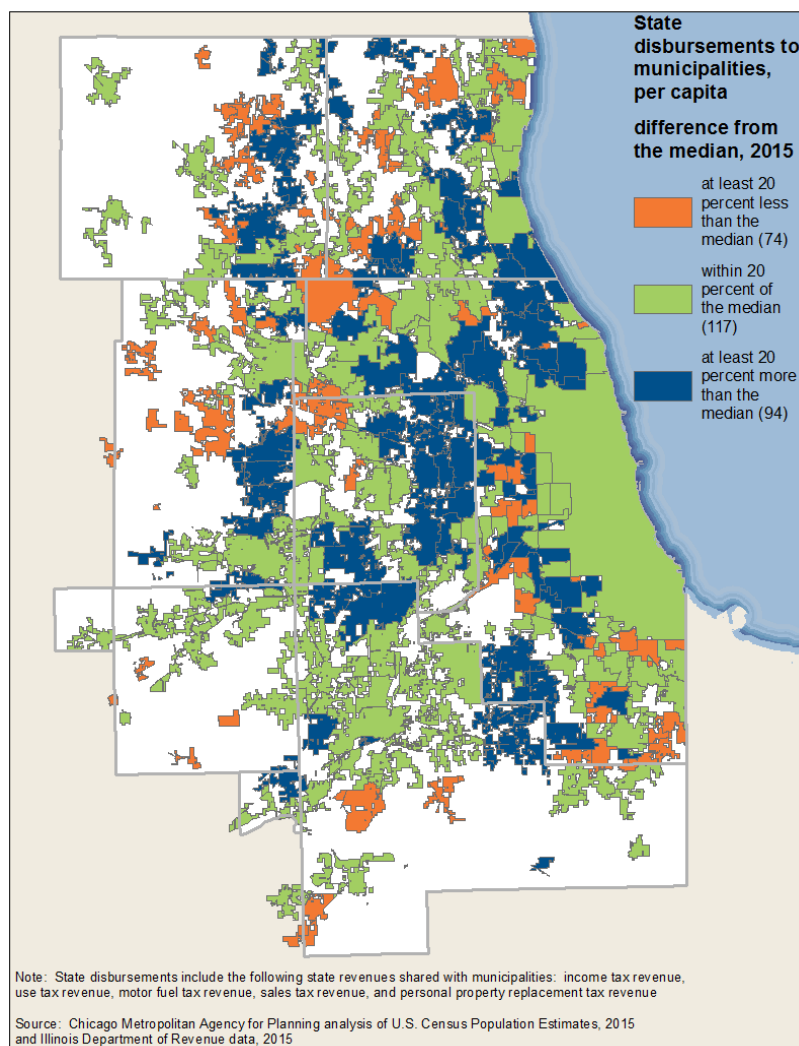 State
disbursements to
municipalities,
per capita
difference from
the median, 2015
at least 20
percent less
than the
median (74)
within 20
percent of
the median
(117)
at least 20
percent more
than the
median (94)
Note: State disbursements include the following state revenues shared with municipalities: income tax revenue,
use tax revenue, motor fuel tax revenue, sales tax revenue, and personal property replacement tax revenue
Source: Chicago Metropolitan Agency for Planning analysis of U.S. Census Population Estimates, 2015
and Illinois Department of Revenue data, 2015